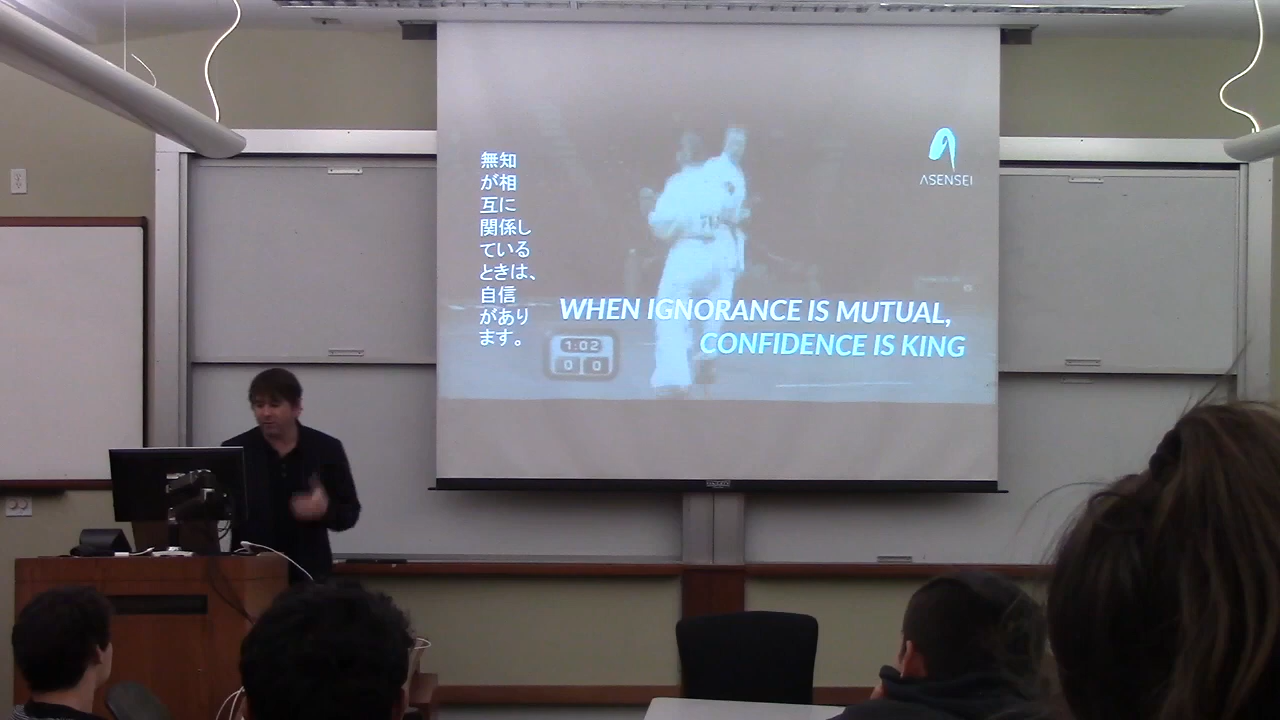 無知
が相
互に
関係し
ている
ときは、
自信
があり
ます。
ASENSEI
WHEN IGNORANCE IS MUTUAL,
CONFIDENCE IS KING
1:02
0 0